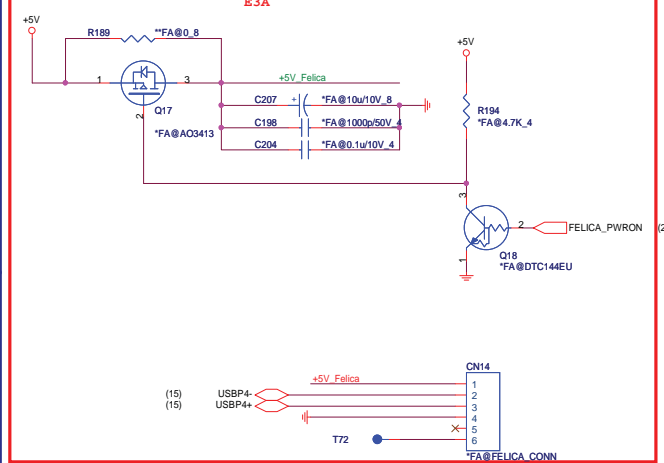 E3A
+5V
R189
**FA@0_8
+5V
1
3
+5V_Felica
Q17
C207
+
*FA@10u/10V_8
R194
2
*FA@AO3413
C198
*FA@1000p/50V_4
*FA@4.7K_4
C204
*FA@0.1u/10V_4
3
2
FELICA_PWRON
(2
1
Q18
*FA@DTC144EU
CN14
+5V_Felica
1
(15)
USBP4-
2
(15)
USBP4+
3
4
5
T72
6
*FA@FELICA_CONN